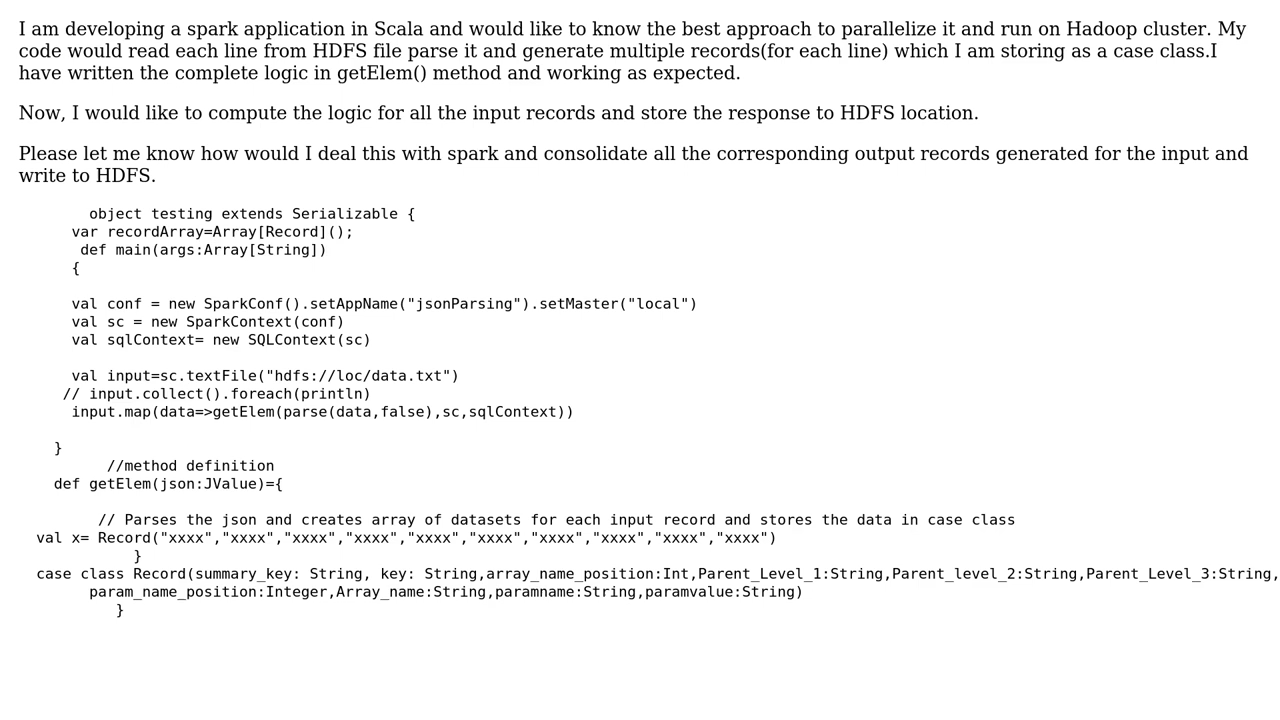 I am developing a spark application in Scala and would like to know the best approach to parallelize it and run on Hadoop cluster. My
code would read each line from HDFS file parse it and generate multiple records(for each line) which I am storing as a case class.I
have written the complete logic in getElem() method and working as expected.
Now, I would like to compute the logic for all the input records and store the response to HDFS location.
Please let me know how would I deal this with spark and consolidate all the corresponding output records generated for the input and
write to HDFS.
object testing extends Serializable {
var recordArray=Array[Record]();
def main(args:Array[String])
{
val conf = new SparkConf().setAppName("jsonParsing").setMaster("local")
val sc = new SparkContext(conf)
val sqlContext= new SQLContext(sc)
val input=sc.textFile("hdfs://loc/data.txt")
// input.collect().foreach(println)
input.map(data=>getElem(parse(data,false),sc,sqlContext))
}
//method definition
def getElem(json:JValue)={
// Parses the json and creates array of datasets for each input record and stores the data in case class
val x= Record("xxxx","xxxx","xxxx","xxxx","xxxx","xxxx","xxxx","xxxx","xxxx","xxxx")
}
case class Record(summary_key: String, key: String,array_name_position:Int,Parent_Level_1:String,Parent_level_2:String,Parent_Level_3:String,
param_name_position:Integer,Array_name:String,paramname:String,paramvalue:String)
}